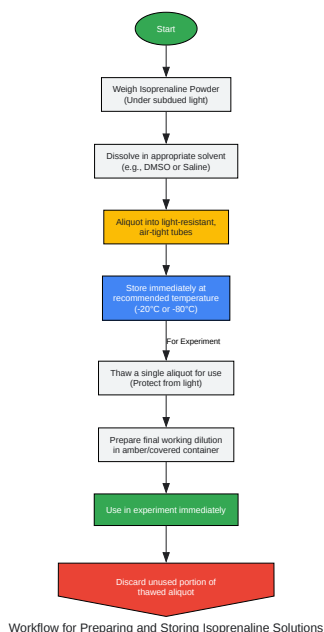 Start
Weigh Isoprenaline Powder
(Under subdued light)
Dissolve in appropriate solvent
(e.g., DMSO or Saline)
Aliquot into light-resistant,
air-tight tubes
Store immediately at
recommended temperature
(-20°C or -80°C)
For Experiment
Thaw a single aliquot for use
(Protect from light)
Prepare final working dilution
in amber/covered container
Use in experiment immediately
Discard unused portion of
thawed aliquot
Workflow for Preparing and Storing Isoprenaline Solutions